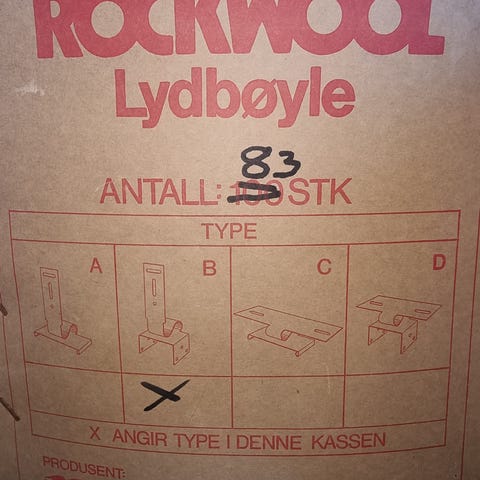 ROCKWOOL
Lydbøyle
83
ANTALL: 100 STK
TYPE
A B C D
X
X ANGIR TYPE I DENNE KASSEN
PRODUSENT: